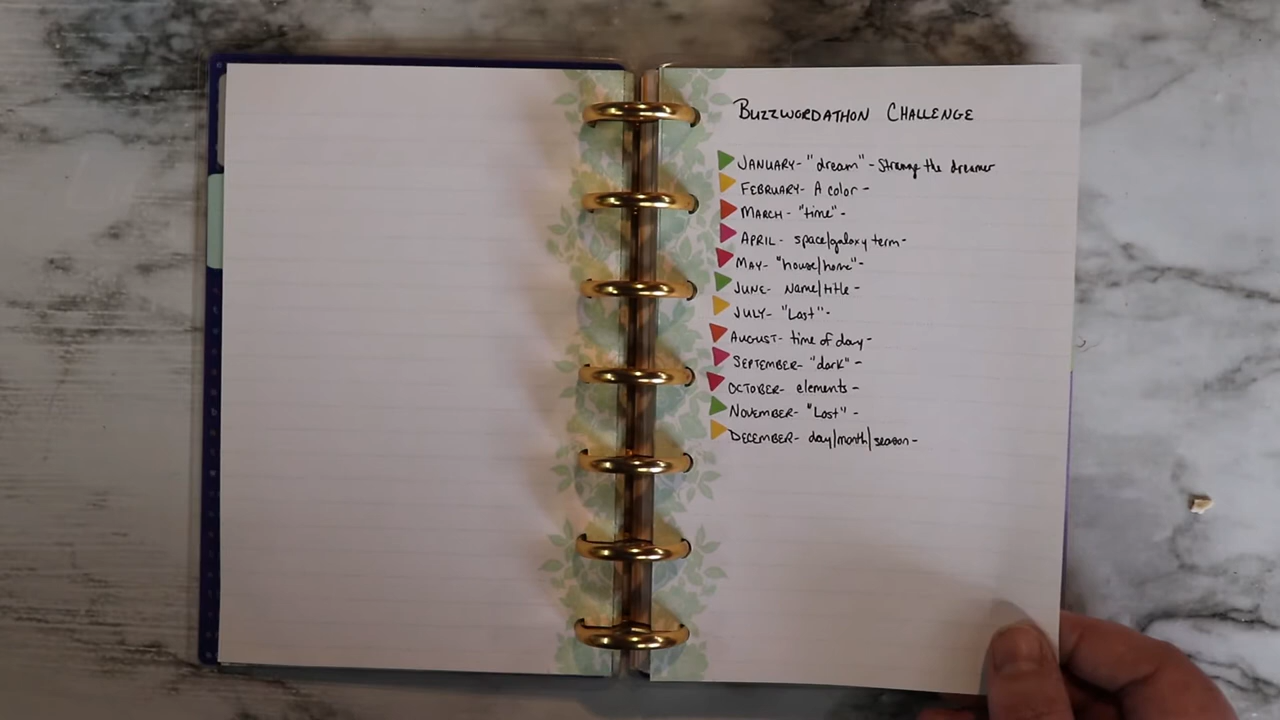 BUZZWORDATHON CHALLENGE
JANUARY- "dream" - Strange the dreamer
FEBRUARY- A color -
MARCH - "time" -
APRIL - space/galaxy term-
MAY- "house/home"-
JUNE- Name/title -
JULY- "Lost"-
AUGUST- time of day-
SEPTEMBER- "dark" -
OCTOBER- elements -
NOVEMBER- "Lost" -
DECEMBER- day/month/season-